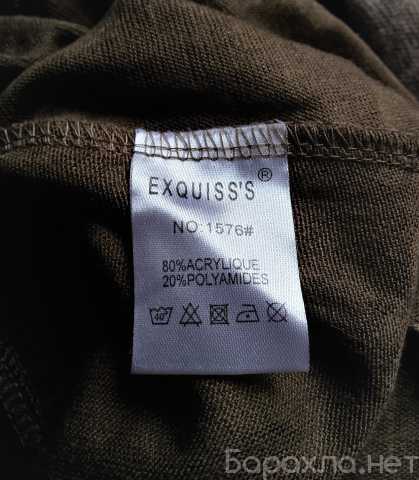 EXQUISS'S ®
NO:1576#
80%ACRYLIQUE
20%POLYAMIDES
40°
Барахла.нет